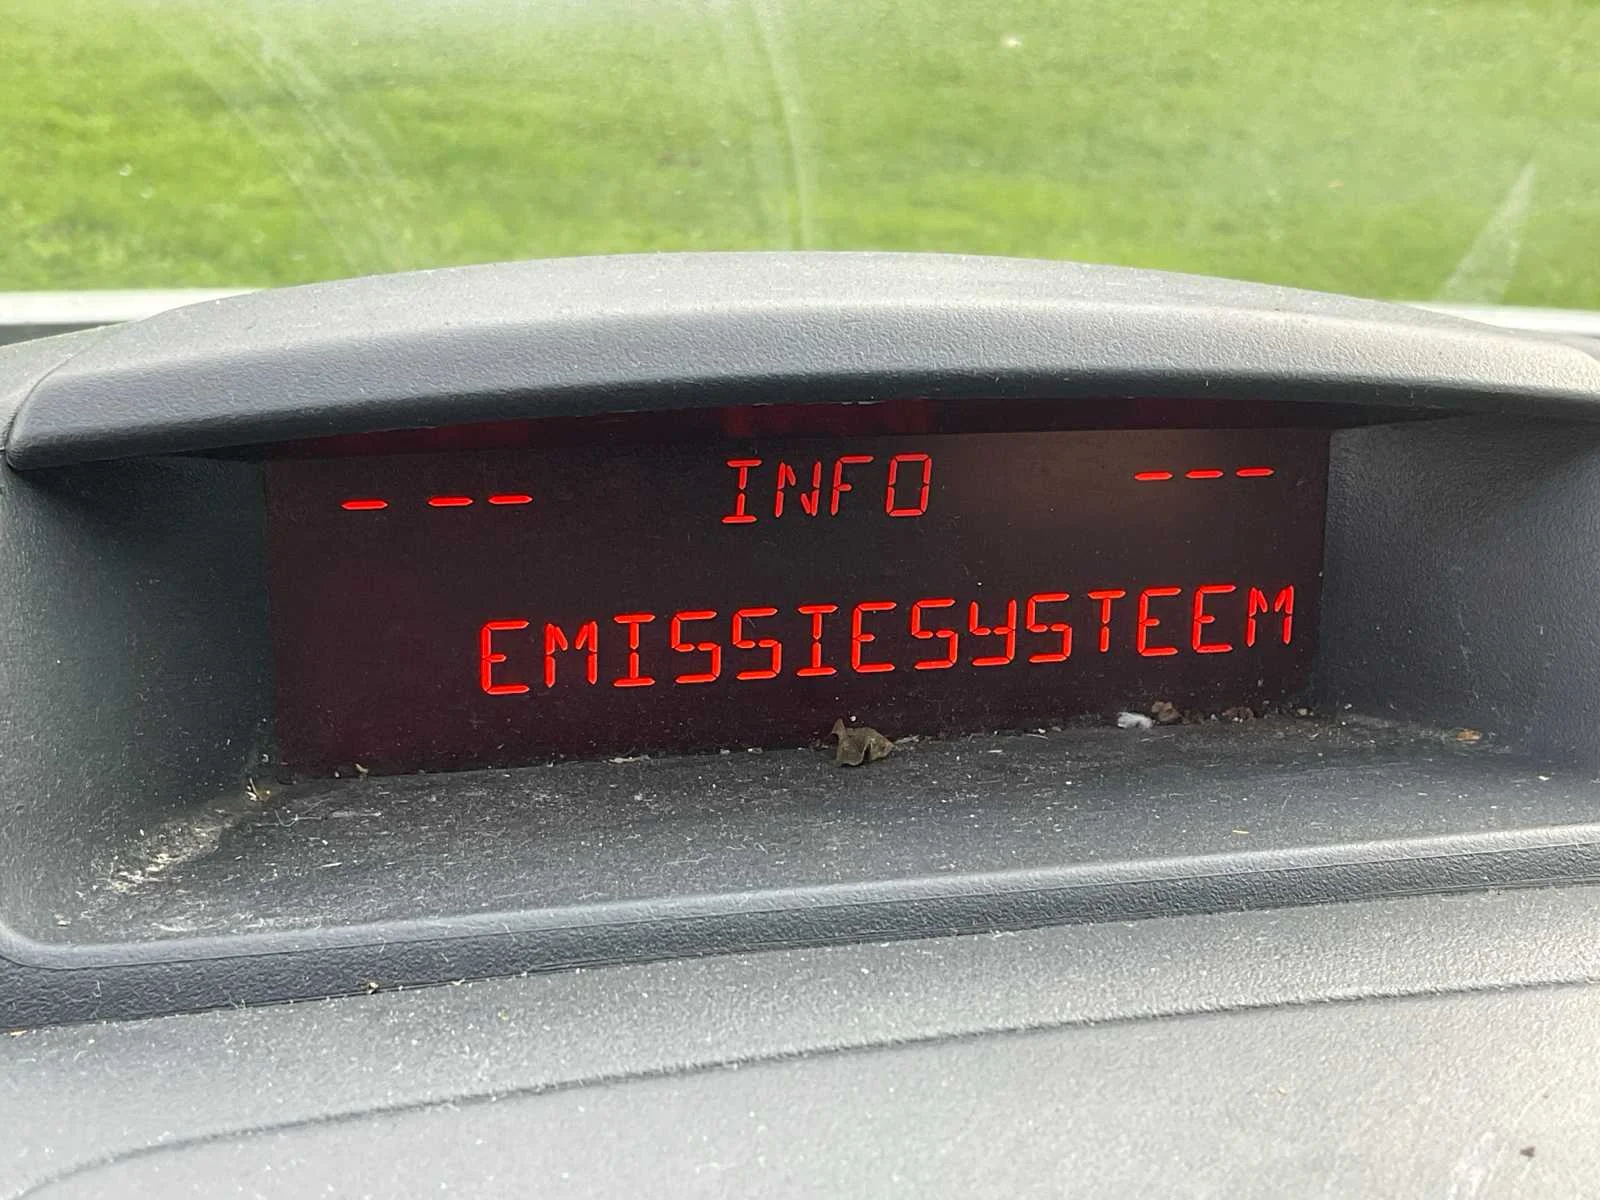 - -- INFO ---
EMISSIESYSTEEM